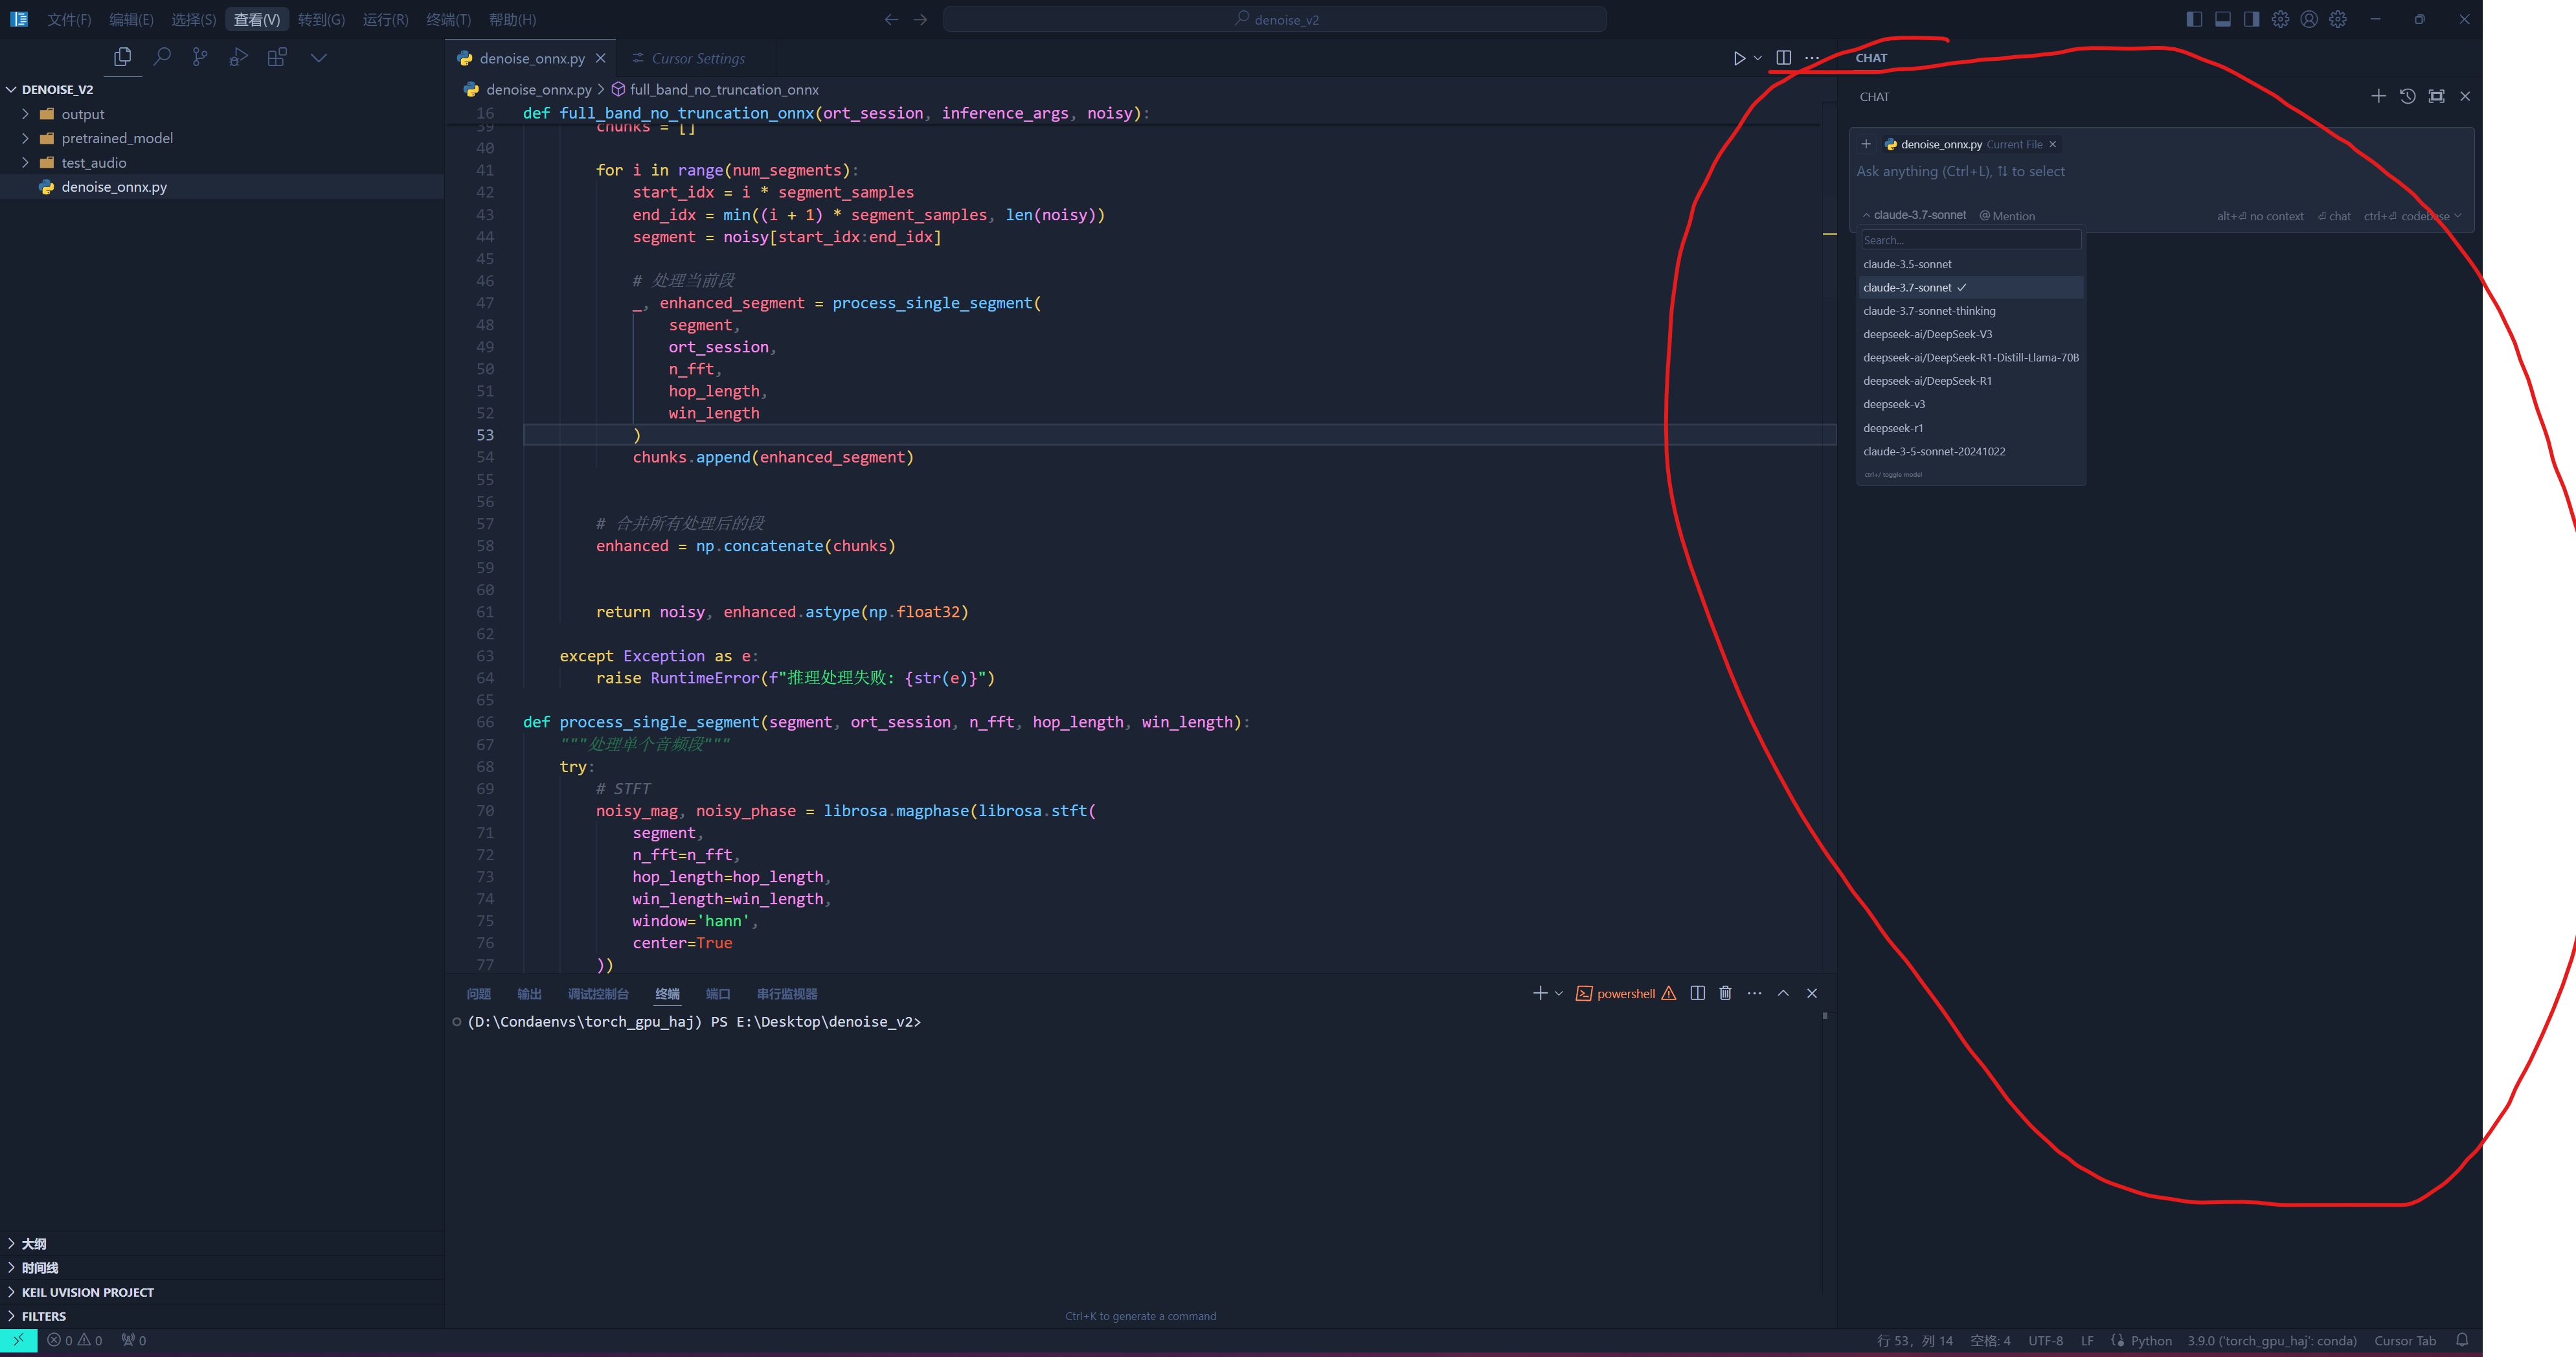 文件(F) 编辑(E) 选择(S) 查看(V) 转到(G) 运行(R) 终端(T) 帮助(H)
denoise_v2
DENOISE_V2
output
pretrained_model
test_audio
denoise_onnx.py
大纲
时间线
KEIL UVISION PROJECT
FILTERS
denoise_onnx.py Cursor Settings
denoise_onnx.py > full_band_no_truncation_onnx
16 def full_band_no_truncation_onnx(ort_session, inference_args, noisy):
39 chunks = []
40
41 for i in range(num_segments):
42 start_idx = i * segment_samples
43 end_idx = min((i + 1) * segment_samples, len(noisy))
44 segment = noisy[start_idx:end_idx]
45
46 # 处理当前段
47 _, enhanced_segment = process_single_segment(
48 segment,
49 ort_session,
50 n_fft,
51 hop_length,
52 win_length
53 )
54 chunks.append(enhanced_segment)
55
56
57 # 合并所有处理后的段
58 enhanced = np.concatenate(chunks)
59
60
61 return noisy, enhanced.astype(np.float32)
62
63 except Exception as e:
64 raise RuntimeError(f"推理处理失败: {str(e)}")
65
66 def process_single_segment(segment, ort_session, n_fft, hop_length, win_length):
67 """处理单个音频段"""
68 try:
69 # STFT
70 noisy_mag, noisy_phase = librosa.magphase(librosa.stft(
71 segment,
72 n_fft=n_fft,
73 hop_length=hop_length,
74 win_length=win_length,
75 window='hann',
76 center=True
77 ))
问题 输出 调试控制台 终端 端口 串行监视器
powershell
(D:\Condaenvs\torch_gpu_haj) PS E:\Desktop\denoise_v2>
Ctrl+K to generate a command
CHAT
CHAT
denoise_onnx.py Current File
Ask anything (Ctrl+L), ⇅ to select
claude-3.7-sonnet @ Mention alt+⏎ no context ⏎ chat ctrl+⏎ codebase
Search...
claude-3.5-sonnet
claude-3.7-sonnet ✓
claude-3.7-sonnet-thinking
deepseek-ai/DeepSeek-V3
deepseek-ai/DeepSeek-R1-Distill-Llama-70B
deepseek-ai/DeepSeek-R1
deepseek-v3
deepseek-r1
claude-3-5-sonnet-20241022
ctrl+/ toggle model
0 0 0
行 53，列 14 空格: 4 UTF-8 LF Python 3.9.0 ('torch_gpu_haj': conda) Cursor Tab